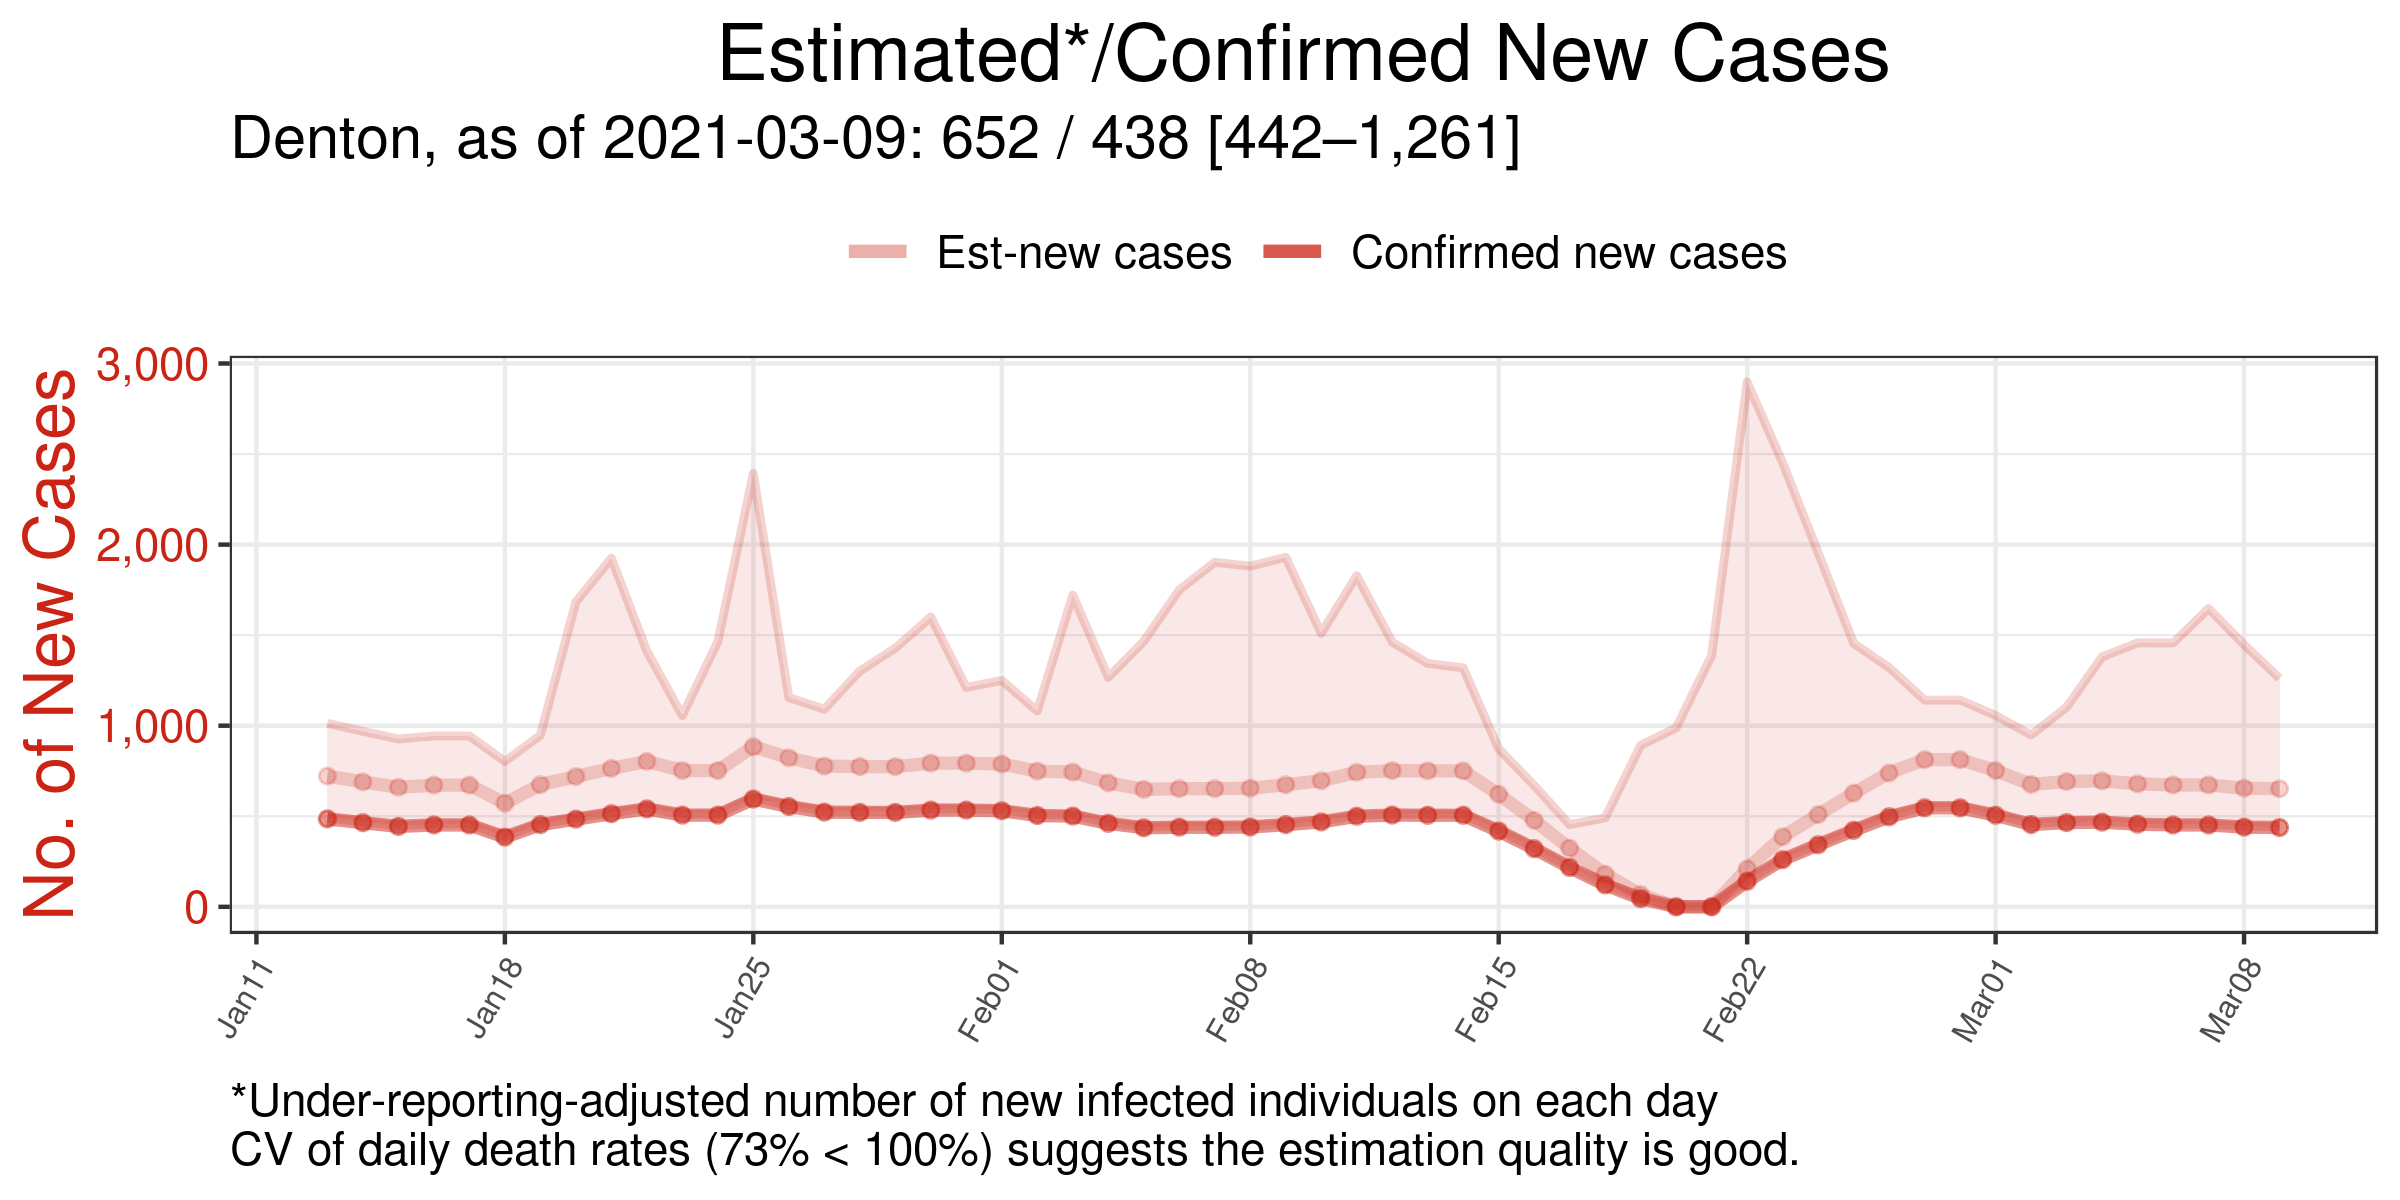 Estimated*/Confirmed New Cases
Denton, as of 2021-03-09: 652 / 438 [442–1,261]
Est-new cases
Confirmed new cases
No. of New Cases
3,000
2,000
1,000
0
Jan11
Jan18
Jan25
Feb01
Feb08
Feb15
Feb22
Mar01
Mar08
*Under-reporting-adjusted number of new infected individuals on each day
CV of daily death rates (73% < 100%) suggests the estimation quality is good.